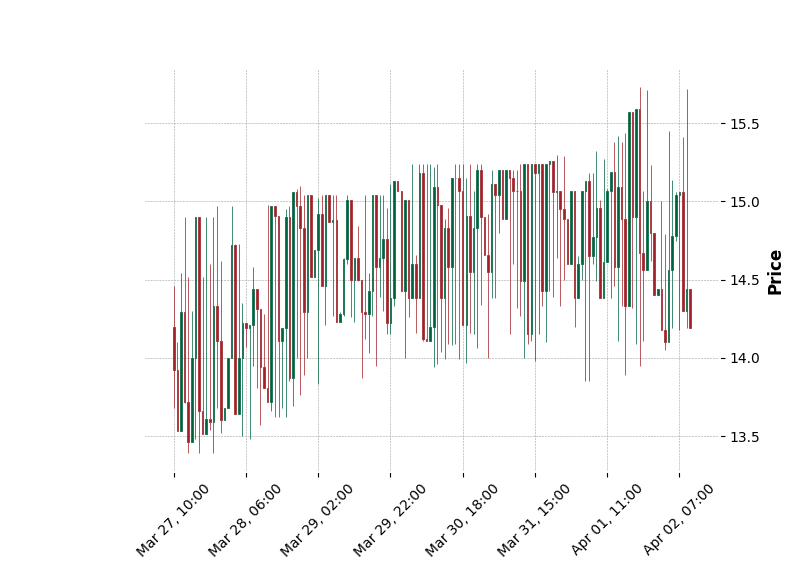 15.5
15.0
14.5
14.0
13.5
Price
Mar 27, 10:00
Mar 28, 06:00
Mar 29, 02:00
Mar 29, 22:00
Mar 30, 18:00
Mar 31, 15:00
Apr 01, 11:00
Apr 02, 07:00